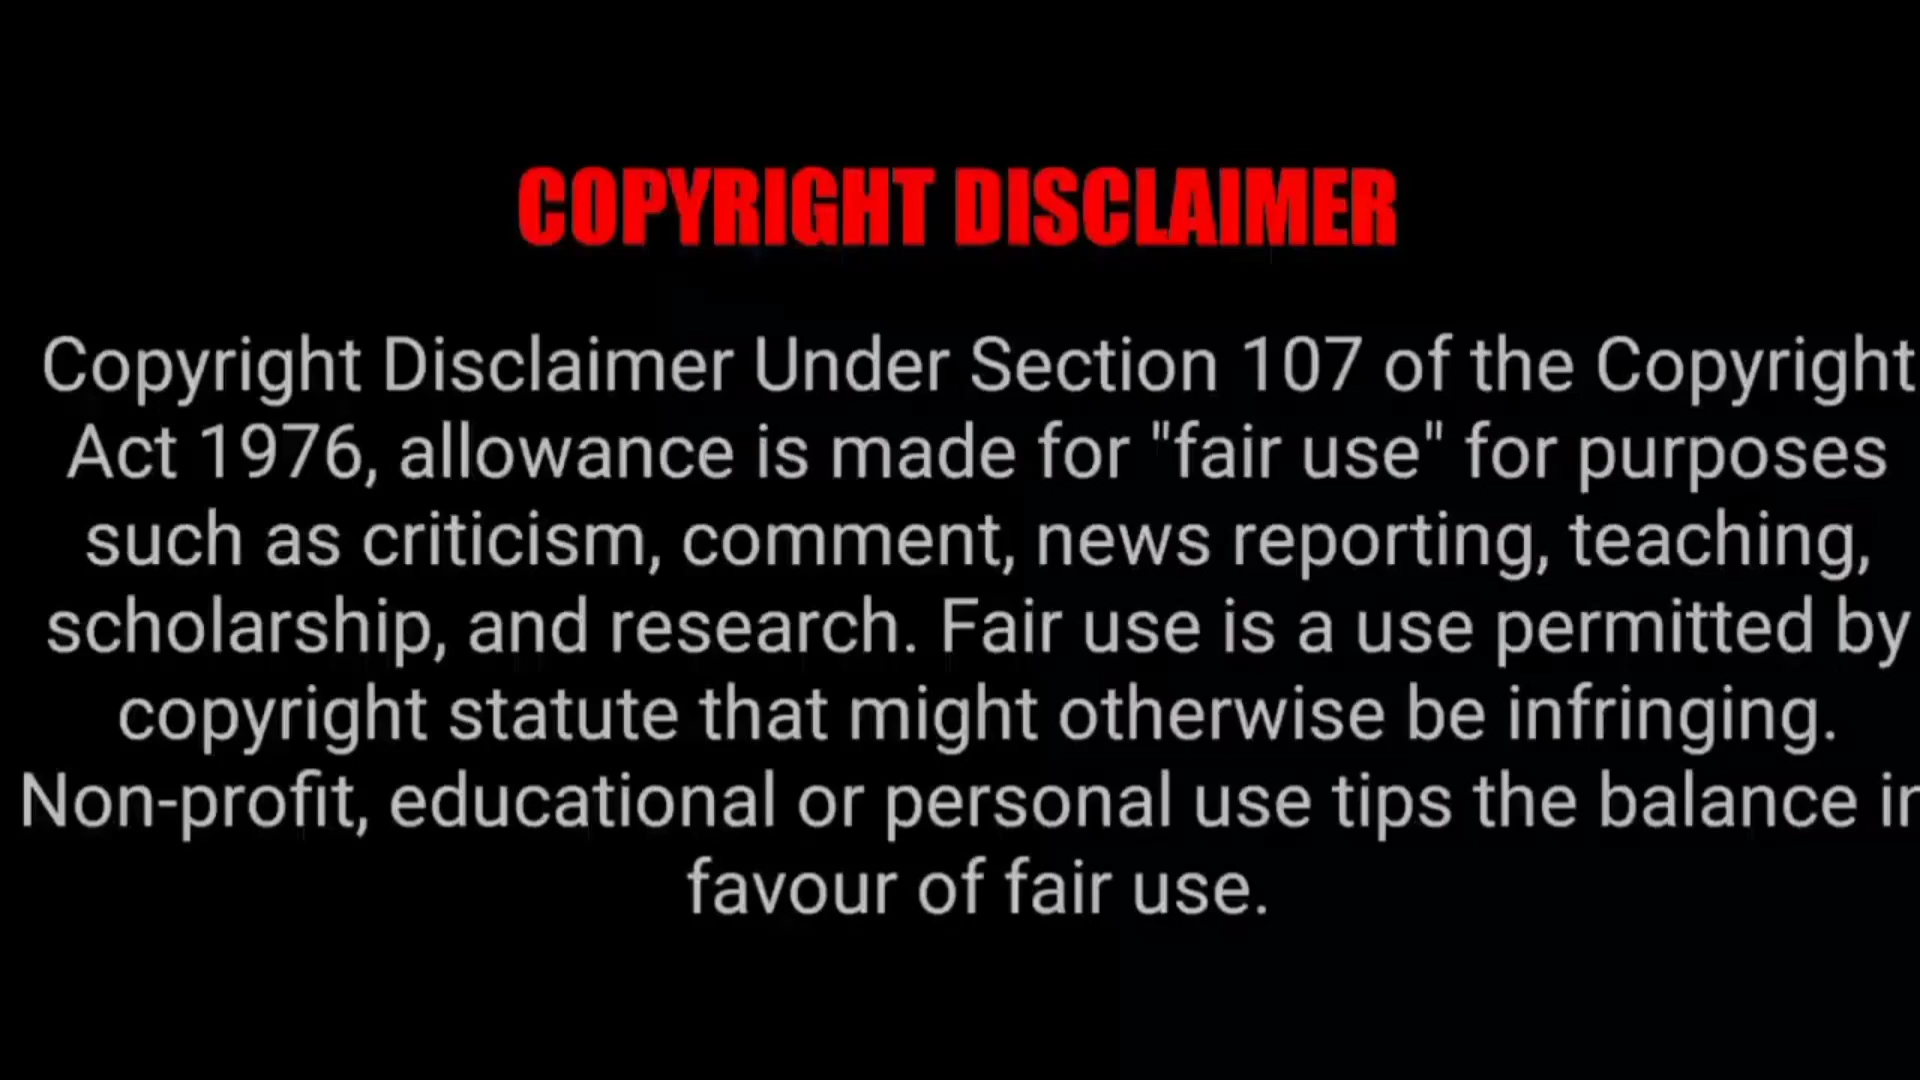 COPYRIGHT DISCLAIMER
Copyright Disclaimer Under Section 107 of the Copyright
Act 1976, allowance is made for "fair use" for purposes
such as criticism, comment, news reporting, teaching,
scholarship, and research. Fair use is a use permitted by
copyright statute that might otherwise be infringing.
Non-profit, educational or personal use tips the balance in
favour of fair use.